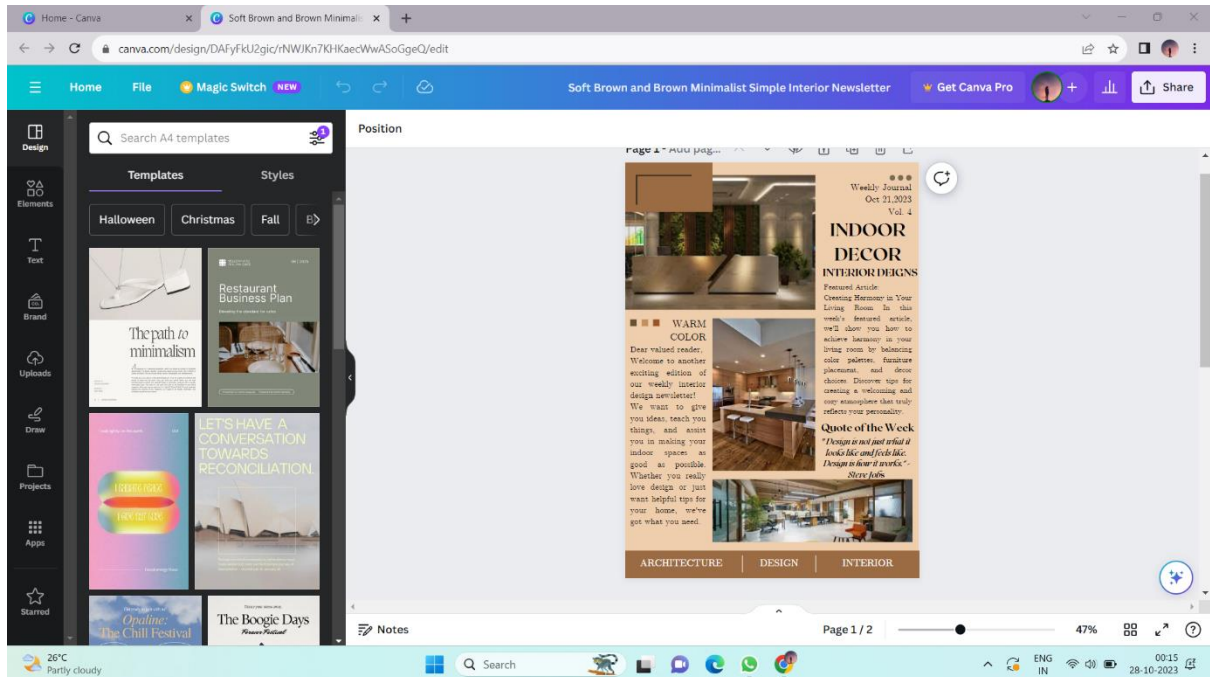 Home - Canva
Soft Brown and Brown Minimalis
canva.com/design/DAFyFkU2gic/rNWJKn7KHKaecWwASoGgeQ/edit
Home File Magic Switch NEW
Soft Brown and Brown Minimalist Simple Interior Newsletter
Get Canva Pro
Share
Design
Elements
Text
Brand
Uploads
Draw
Projects
Apps
Starred
Search A4 templates
1
Templates Styles
Halloween Christmas Fall B
The path to
minimalism
Restaurant
Business Plan
LET'S HAVE A
CONVERSATION
TOWARDS
RECONCILIATION.
Opaline:
The Chill Festival
The Boogie Days
Forever Festival
Position
Page 1 - Add pag...
Weekly Journal
Oct 21,2023
Vol. 4
INDOOR
DECOR
INTERIOR DEIGNS
Featured Article:
Creating Harmony in Your
Living Room In this
week's featured article,
we'll show you how to
achieve harmony in your
living room by balancing
color palettes, furniture
placement, and decor
choices. Discover tips for
creating a welcoming and
cozy atmosphere that truly
reflects your personality.
Quote of the Week
"Design is not just what it
looks like and feels like.
Design is how it works." -
Steve Jobs
WARM
COLOR
Dear valued reader,
Welcome to another
exciting edition of
our weekly interior
design newsletter!
We want to give
you ideas, teach you
things, and assist
you in making your
indoor spaces as
good as possible.
Whether you really
love design or just
want helpful tips for
your home, we've
got what you need.
ARCHITECTURE DESIGN INTERIOR
Notes
Page 1 / 2
47%
26°C
Partly cloudy
Search
ENG
IN
00:15
28-10-2023